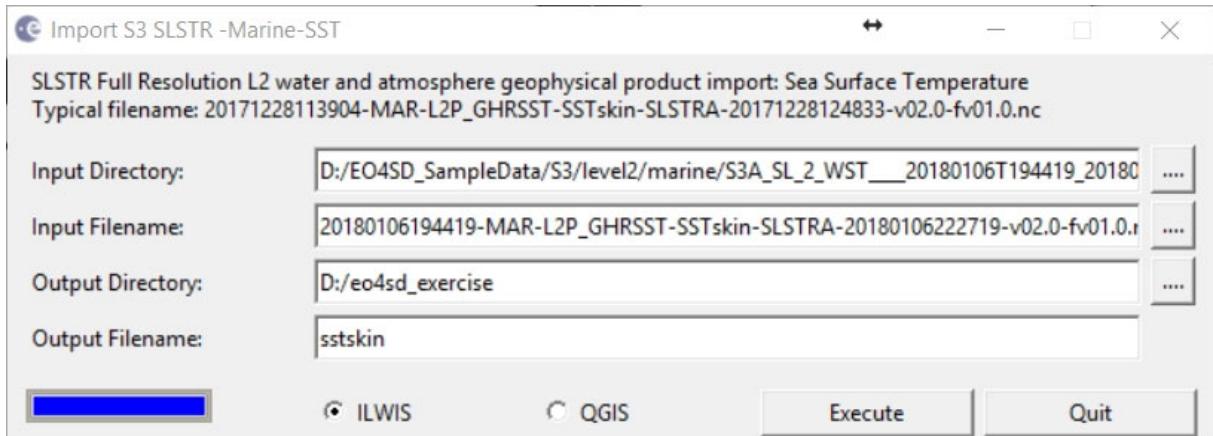 Import S3 SLSTR -Marine-SST
SLSTR Full Resolution L2 water and atmosphere geophysical product import: Sea Surface Temperature
Typical filename: 20171228113904-MAR-L2P_GHRSST-SSTskin-SLSTRA-20171228124833-v02.0-fv01.0.nc
Input Directory: D:/EO4SD_SampleData/S3/level2/marine/S3A_SL_2_WST____20180106T194419_20180 ....
Input Filename: 20180106194419-MAR-L2P_GHRSST-SSTskin-SLSTRA-20180106222719-v02.0-fv01.0.n ....
Output Directory: D:/eo4sd_exercise ....
Output Filename: sstskin
ILWIS QGIS Execute Quit